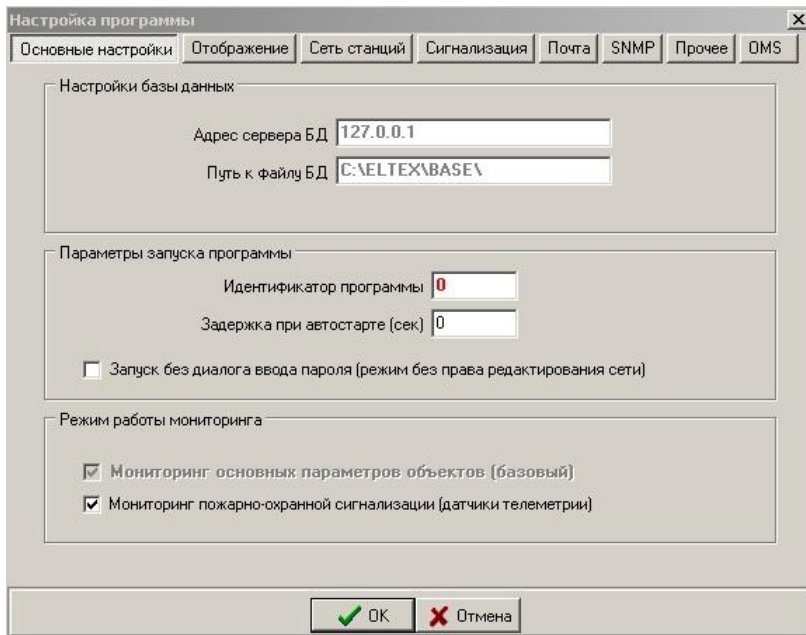 Настройка программы
Основные настройки Отображение Сеть станций Сигнализация Почта SNMP Прочее OMS
Настройки базы данных
Адрес сервера БД 127.0.0.1
Путь к файлу БД C:\ELTEX\BASE\
Параметры запуска программы
Идентификатор программы 0
Задержка при автостарте (сек) 0
Запуск без диалога ввода пароля (режим без права редактирования сети)
Режим работы мониторинга
Мониторинг основных параметров объектов (базовый)
Мониторинг пожарно-охранной сигнализации (датчики телеметрии)
OK Отмена